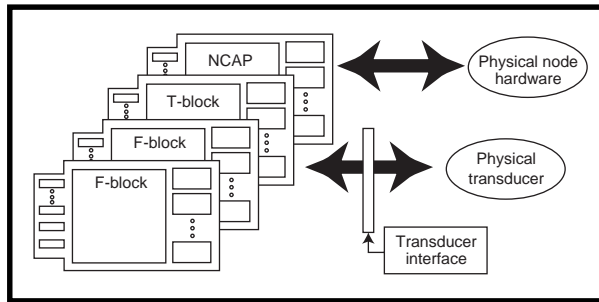 NCAP
T-block
F-block
F-block
Physical node
hardware
Physical
transducer
Transducer
interface